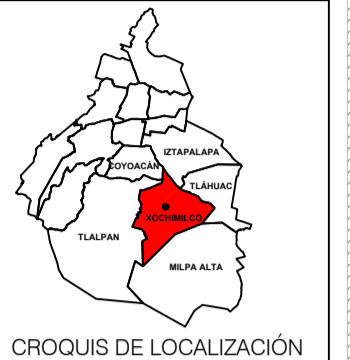 IZTAPALAPA
COYOACÁN
TLÁHUAC
XOCHIMILCO
TLALPAN
MILPA ALTA
CROQUIS DE LOCALIZACIÓN